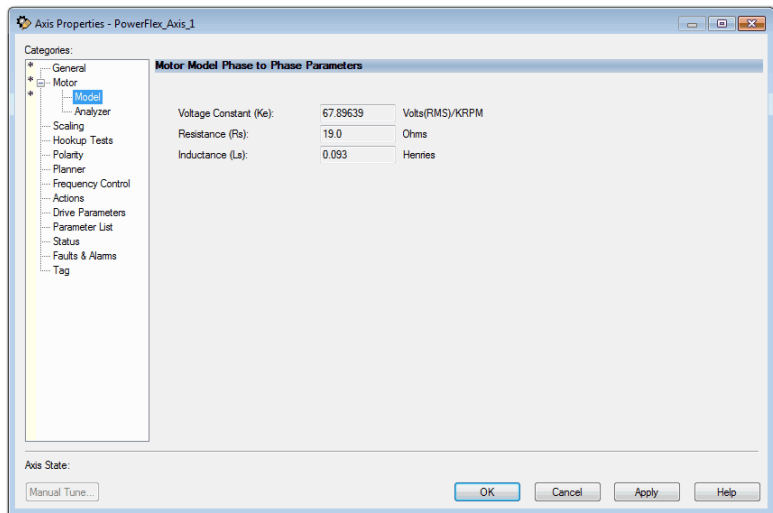 Axis Properties - PowerFlex_Axis_1
Categories:
* General
* Motor
* Model
Analyzer
Scaling
Hookup Tests
Polarity
Planner
Frequency Control
Actions
Drive Parameters
Parameter List
Status
Faults & Alarms
Tag
Motor Model Phase to Phase Parameters
Voltage Constant (Ke): 67.89639 Volts(RMS)/KRPM
Resistance (Rs): 19.0 Ohms
Inductance (Ls): 0.093 Henries
Axis State:
Manual Tune... OK Cancel Apply Help